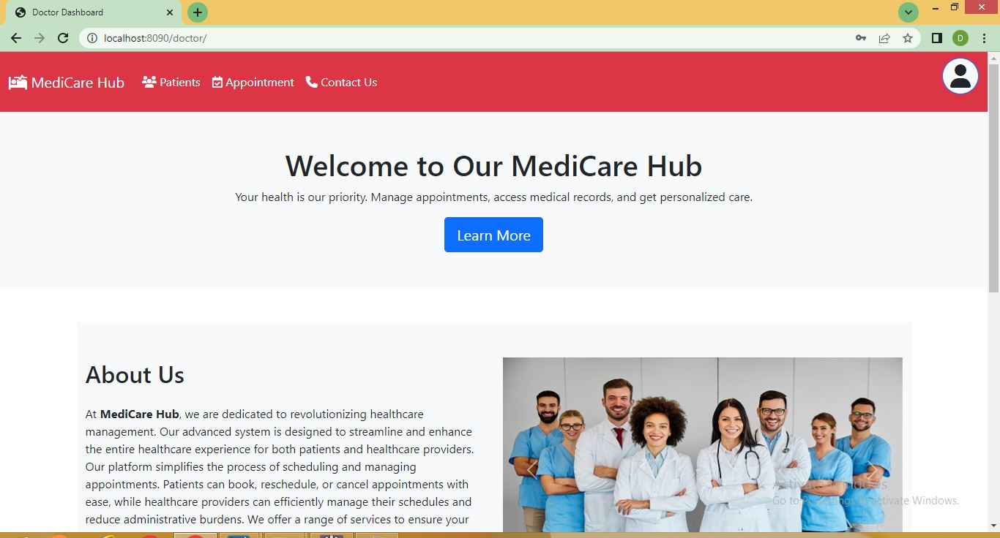 Doctor Dashboard
localhost:8090/doctor/
D
MediCare Hub Patients Appointment Contact Us
Welcome to Our MediCare Hub
Your health is our priority. Manage appointments, access medical records, and get personalized care.
Learn More
About Us
At MediCare Hub, we are dedicated to revolutionizing healthcare
management. Our advanced system is designed to streamline and enhance
the entire healthcare experience for both patients and healthcare providers.
Our platform simplifies the process of scheduling and managing
appointments. Patients can book, reschedule, or cancel appointments with
ease, while healthcare providers can efficiently manage their schedules and
reduce administrative burdens. We offer a range of services to ensure your
Activate Windows
Go to PC settings to activate Windows.